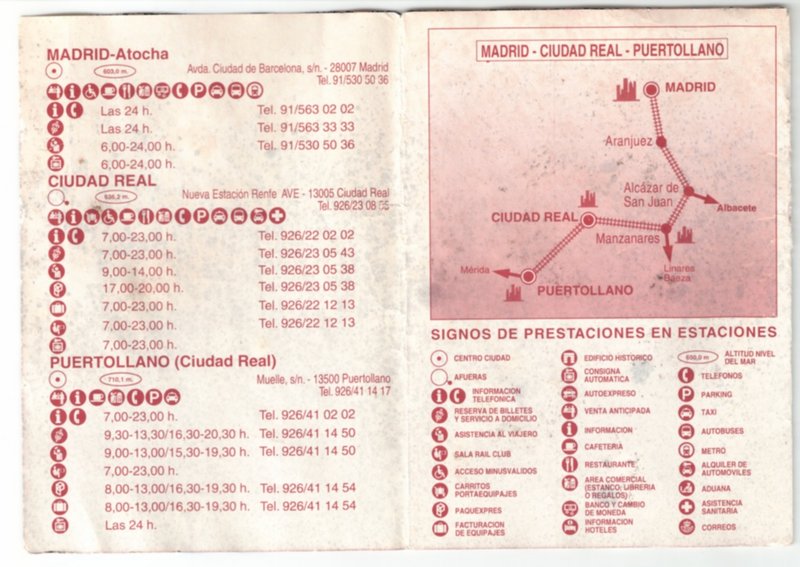 MADRID-Atocha
603,0 m.
Avda. Ciudad de Barcelona, s/n. - 28007 Madrid
Tel. 91/530 50 36
Las 24 h. Tel. 91/563 02 02
Las 24 h. Tel. 91/563 33 33
6,00-24,00 h. Tel. 91/530 50 36
6,00-24,00 h.
CIUDAD REAL
Nueva Estación Renfe AVE - 13005 Ciudad Real
7,00-23,00 h. Tel. 926/22 02 02
7,00-23,00 h. Tel. 926/23 05 43
9,00-14,00 h. Tel. 926/23 05 38
17,00-20,00 h. Tel. 926/23 05 38
7,00-23,00 h. Tel. 926/22 12 13
7,00-23,00 h. Tel. 926/22 12 13
7,00-23,00 h.
PUERTOLLANO (Ciudad Real)
710,1 m.
Muelle, s/n. - 13500 Puertollano
Tel. 926/41 14 17
7,00-23,00 h. Tel. 926/41 02 02
9,30-13,30/16,30-20,30 h. Tel. 926/41 14 50
9,00-13,00/15,30-19,30 h. Tel. 926/41 14 50
7,00-23,00 h.
8,00-13,00/16,30-19,30 h. Tel. 926/41 14 54
8,00-13,00/16,30-19,30 h. Tel. 926/41 14 54
Las 24 h.
MADRID - CIUDAD REAL - PUERTOLLANO
MADRID
Aranjuez
Alcázar de
San Juan
Albacete
CIUDAD REAL
Manzanares
Mérida
Linares
Baeza
PUERTOLLANO
SIGNOS DE PRESTACIONES EN ESTACIONES
CENTRO CIUDAD
AFUERAS
INFORMACION
TELEFONICA
RESERVA DE BILLETES
Y SERVICIO A DOMICILIO
ASISTENCIA AL VIAJERO
SALA RAIL CLUB
ACCESO MINUSVALIDOS
CARRITOS
PORTAEQUIPAJES
PAQUEXPRES
FACTURACION
DE EQUIPAJES
EDIFICIO HISTORICO
CONSIGNA
AUTOMATICA
AUTOEXPRESO
VENTA ANTICIPADA
INFORMACION
CAFETERIA
RESTAURANTE
AREA COMERCIAL
(ESTANCO, LIBRERIA
O REGALOS)
BANCO Y CAMBIO
DE MONEDA
INFORMACION
HOTELES
650,0 m
ALTITUD NIVEL
DEL MAR
TELEFONOS
PARKING
TAXI
AUTOBUSES
METRO
ALQUILER DE
AUTOMOVILES
ADUANA
ASISTENCIA
SANITARIA
CORREOS